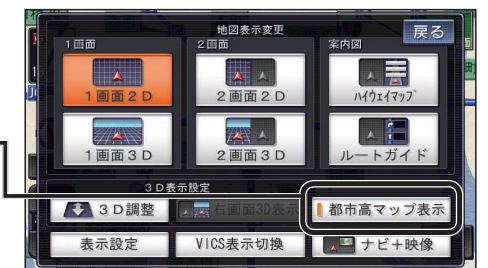 地図表示変更
戻る
1画面
2画面
案内図
1画面2D
2画面2D
ハイウェイマップ
1画面3D
2画面3D
ルートガイド
3D表示設定
3D調整
右画面3D表示
都市高マップ表示
表示設定
VICS表示切換
ナビ+映像